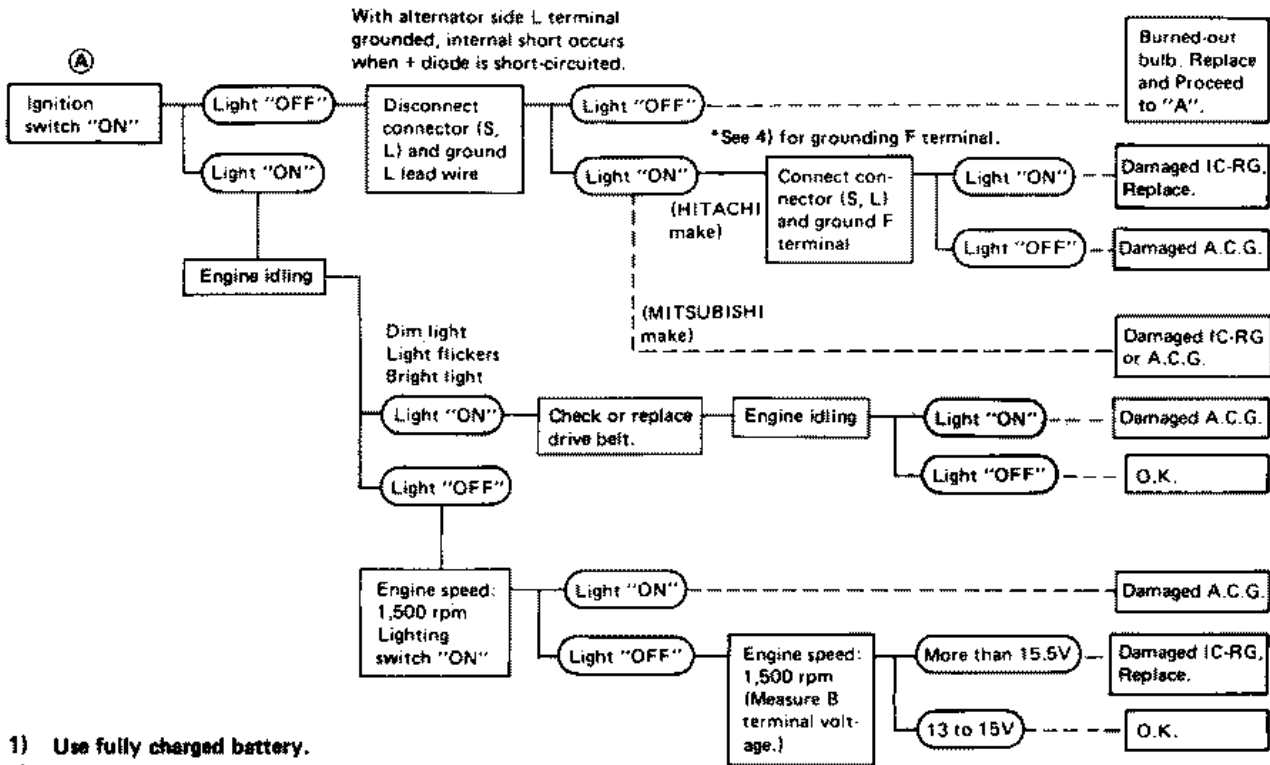 With alternator side L terminal
grounded, internal short occurs
when + diode is short-circuited.
A
Ignition
switch "ON"
Light "OFF"
Light "ON"
Disconnect
connector (S,
L) and ground
L lead wire
Light "OFF"
Burned-out
bulb. Replace
and Proceed
to "A".
*See 4) for grounding F terminal.
Light "ON"
(HITACHI
make)
Connect con-
nector (S, L)
and ground F
terminal
Light "ON"
Damaged IC-RG,
Replace.
Light "OFF"
Damaged A.C.G.
(MITSUBISHI
make)
Damaged IC-RG
or A.C.G.
Engine idling
Dim light
Light flickers
Bright light
Light "ON"
Check or replace
drive belt.
Engine idling
Light "ON"
Damaged A.C.G.
Light "OFF"
O.K.
Light "OFF"
Engine speed:
1,500 rpm
Lighting
switch "ON"
Light "ON"
Damaged A.C.G.
Light "OFF"
Engine speed:
1,500 rpm
(Measure B
terminal volt-
age.)
More than 15.5V
Damaged IC-RG,
Replace.
13 to 15V
O.K.
1) Use fully charged battery.